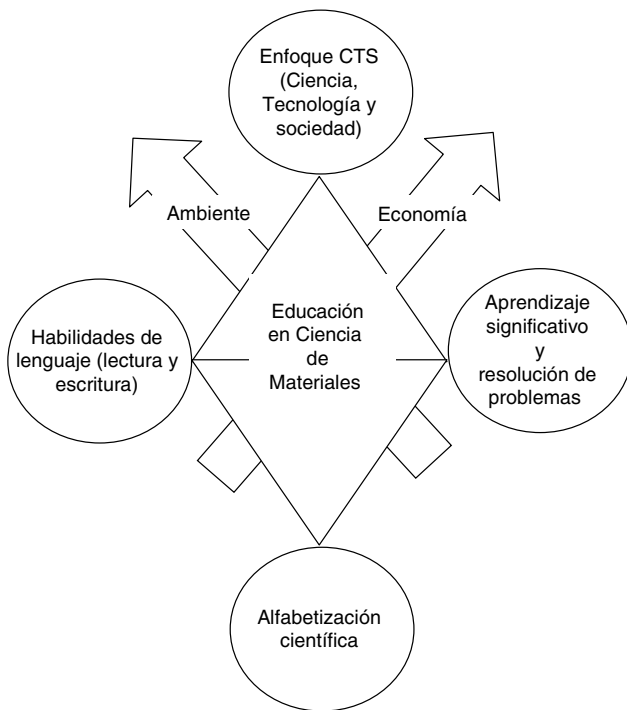 Enfoque CTS
(Ciencia,
Tecnología y
sociedad)
Ambiente
Economía
Habilidades de
lenguaje (lectura y
escritura)
Educación
en Ciencia
de
Materiales
Aprendizaje
significativo
y
resolución de
problemas
Alfabetización
científica